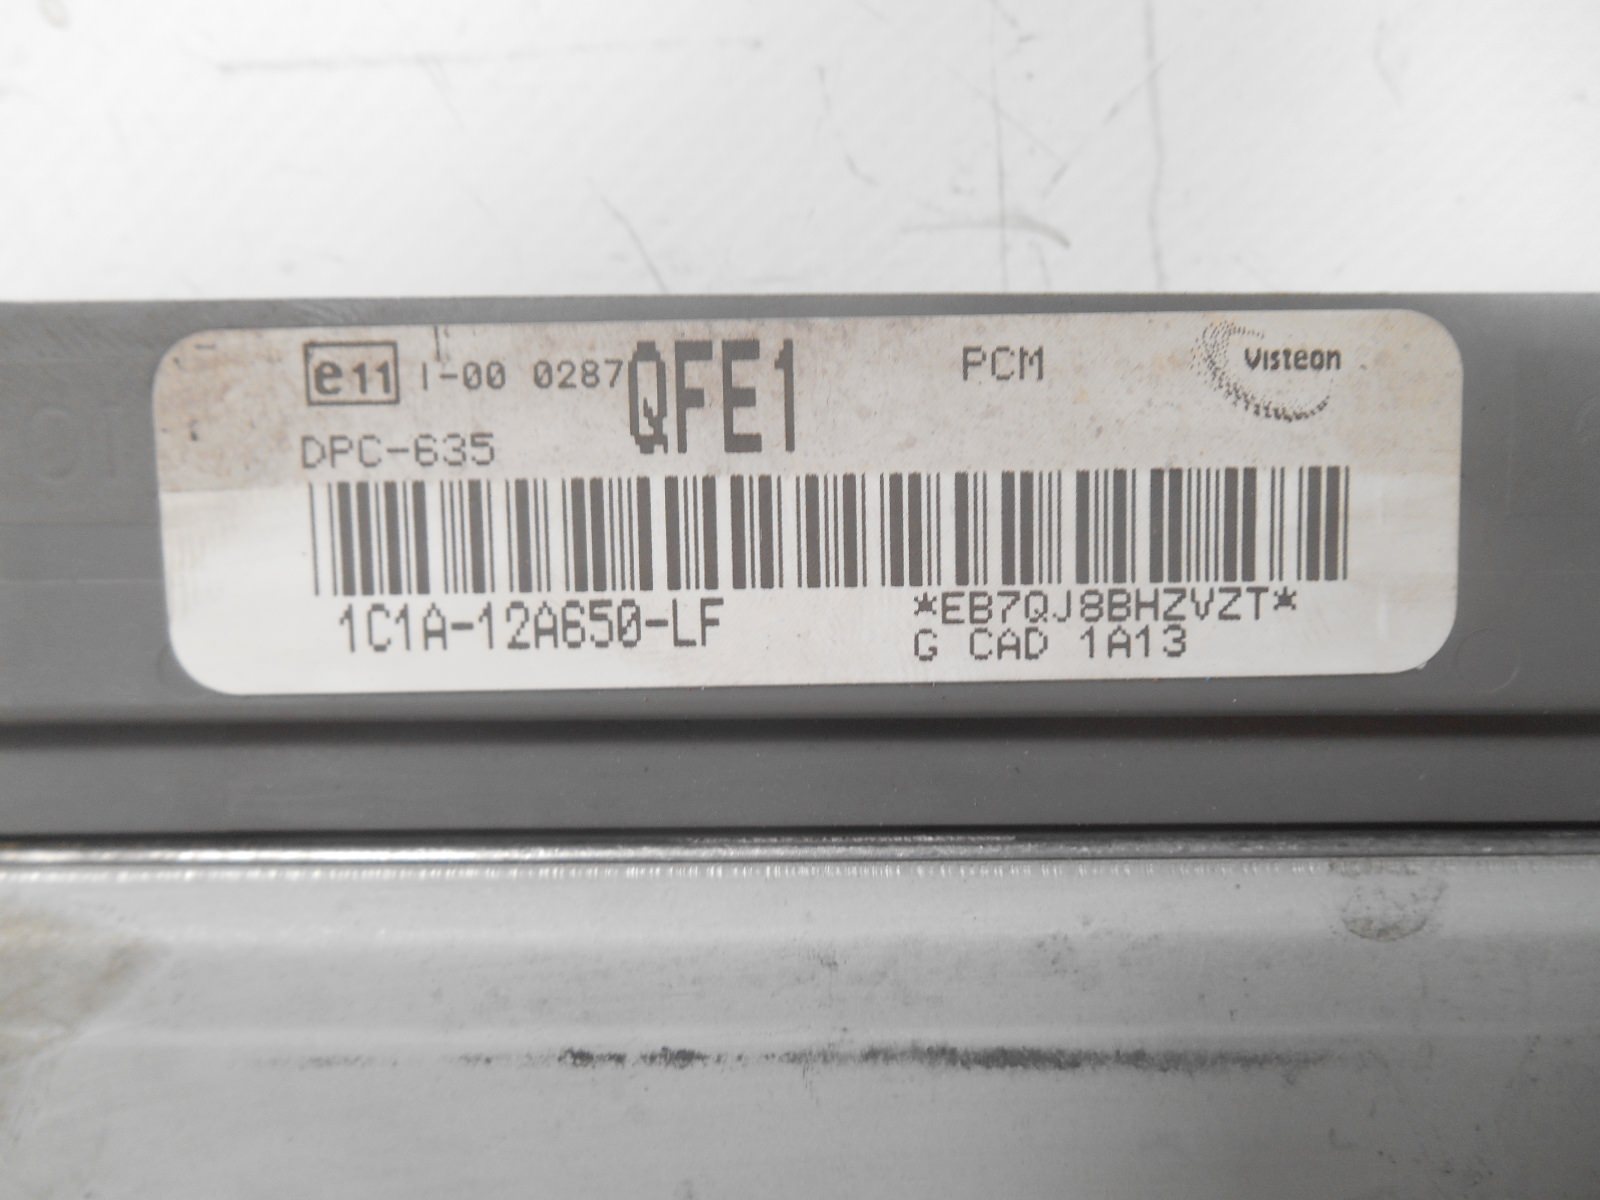 e11 I-00 0287 QFE1 PCM Visteon
DPC-635
1C1A-12A650-LF *EB7QJ8BHZVZT*
G CAD 1A13